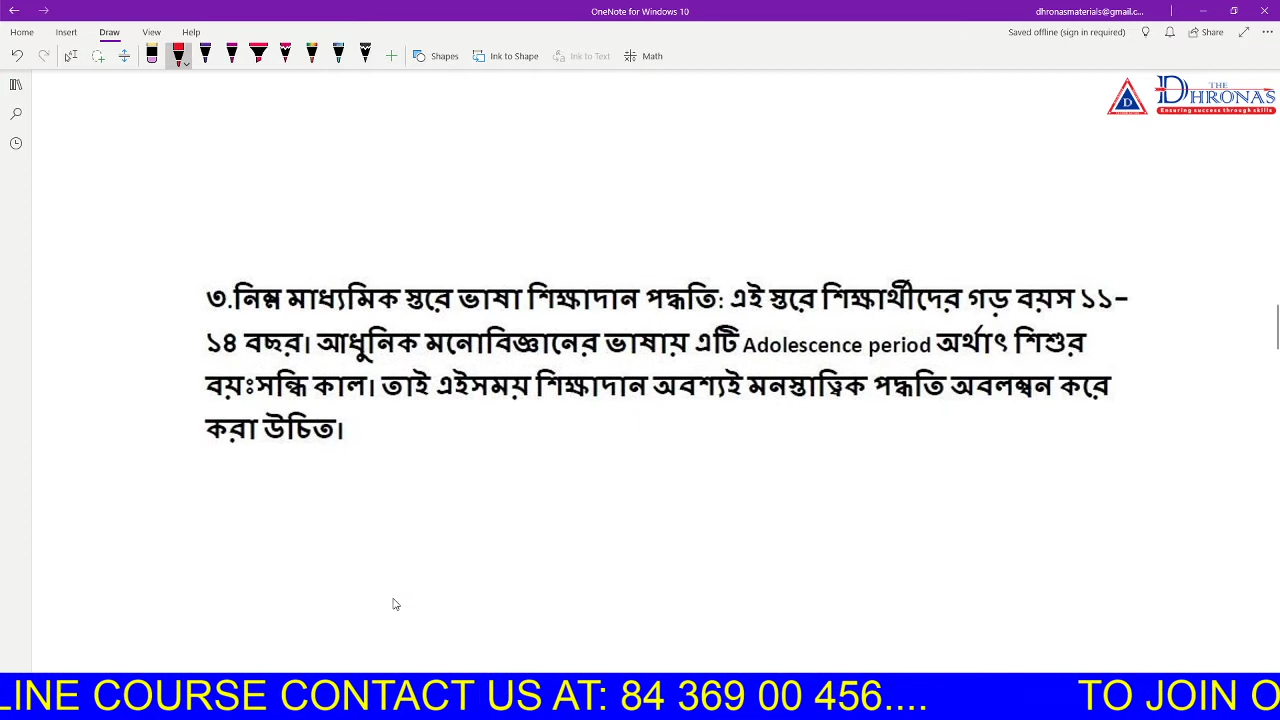 OneNote for Windows 10
dhronasmaterials@gmail.c...
Home Insert Draw View Help
Saved offline (sign in required) Share
Shapes Ink to Shape Ink to Text Math
THE
DHRONAS
Ensuring success through skills
D
৩.নিম্ন মাধ্যমিক স্তরে ভাষা শিক্ষাদান পদ্ধতি: এই স্তরে শিক্ষার্থীদের গড় বয়স ১১-
১৪ বছর। আধুনিক মনোবিজ্ঞানের ভাষায় এটি Adolescence period অর্থাৎ শিশুর
বয়ঃসন্ধি কাল। তাই এইসময় শিক্ষাদান অবশ্যই মনস্তাত্ত্বিক পদ্ধতি অবলম্বন করে
করা উচিত।
LINE COURSE CONTACT US AT: 84 369 00 456.... TO JOIN O